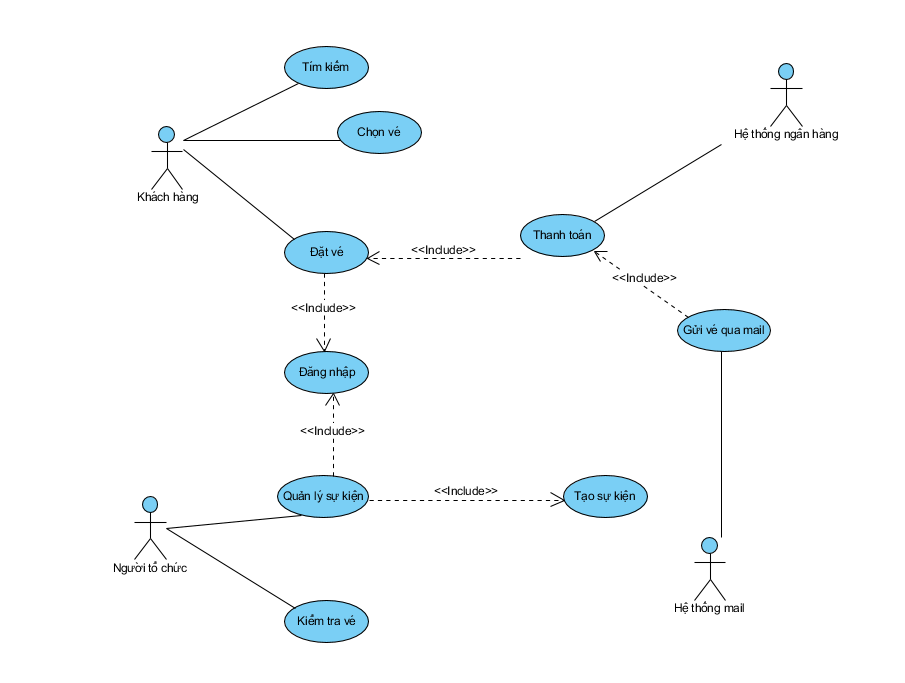 Tím kiếm
Hệ thống ngân hàng
Chọn vé
Khách hàng
Thanh toán
Đặt vé
<<Include>>
<<Include>>
<<Include>>
Gửi vé qua mail
Đăng nhập
<<Include>>
Quản lý sự kiện
<<Include>>
Tạo sự kiện
Người tổ chức
Hệ thống mail
Kiểm tra vé